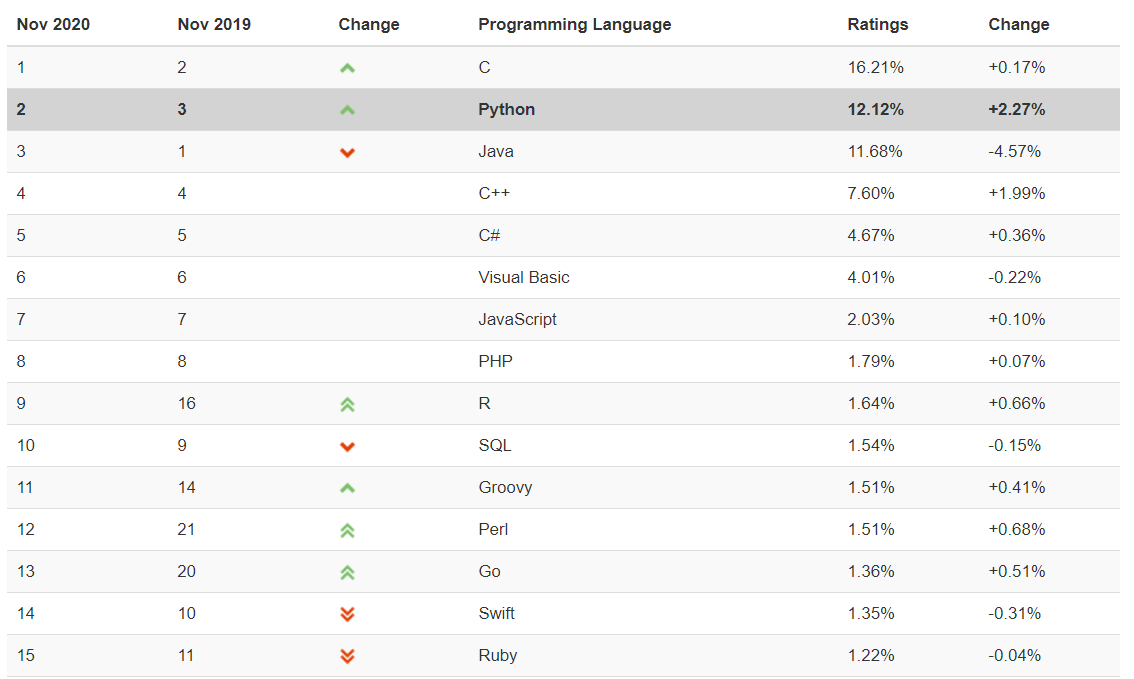 Nov 2020 Nov 2019 Change Programming Language Ratings Change
1 2 C 16.21% +0.17%
2 3 Python 12.12% +2.27%
3 1 Java 11.68% -4.57%
4 4 C++ 7.60% +1.99%
5 5 C# 4.67% +0.36%
6 6 Visual Basic 4.01% -0.22%
7 7 JavaScript 2.03% +0.10%
8 8 PHP 1.79% +0.07%
9 16 R 1.64% +0.66%
10 9 SQL 1.54% -0.15%
11 14 Groovy 1.51% +0.41%
12 21 Perl 1.51% +0.68%
13 20 Go 1.36% +0.51%
14 10 Swift 1.35% -0.31%
15 11 Ruby 1.22% -0.04%